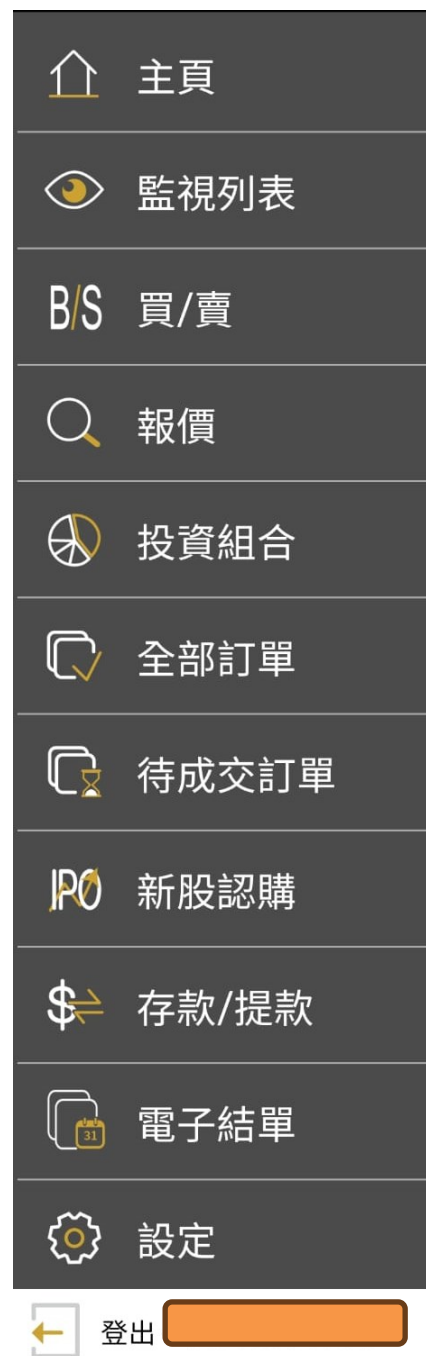 主頁
監視列表
B/S 買/賣
報價
投資組合
全部訂單
待成交訂單
IPO 新股認購
$ 存款/提款
31 電子結單
設定
登出